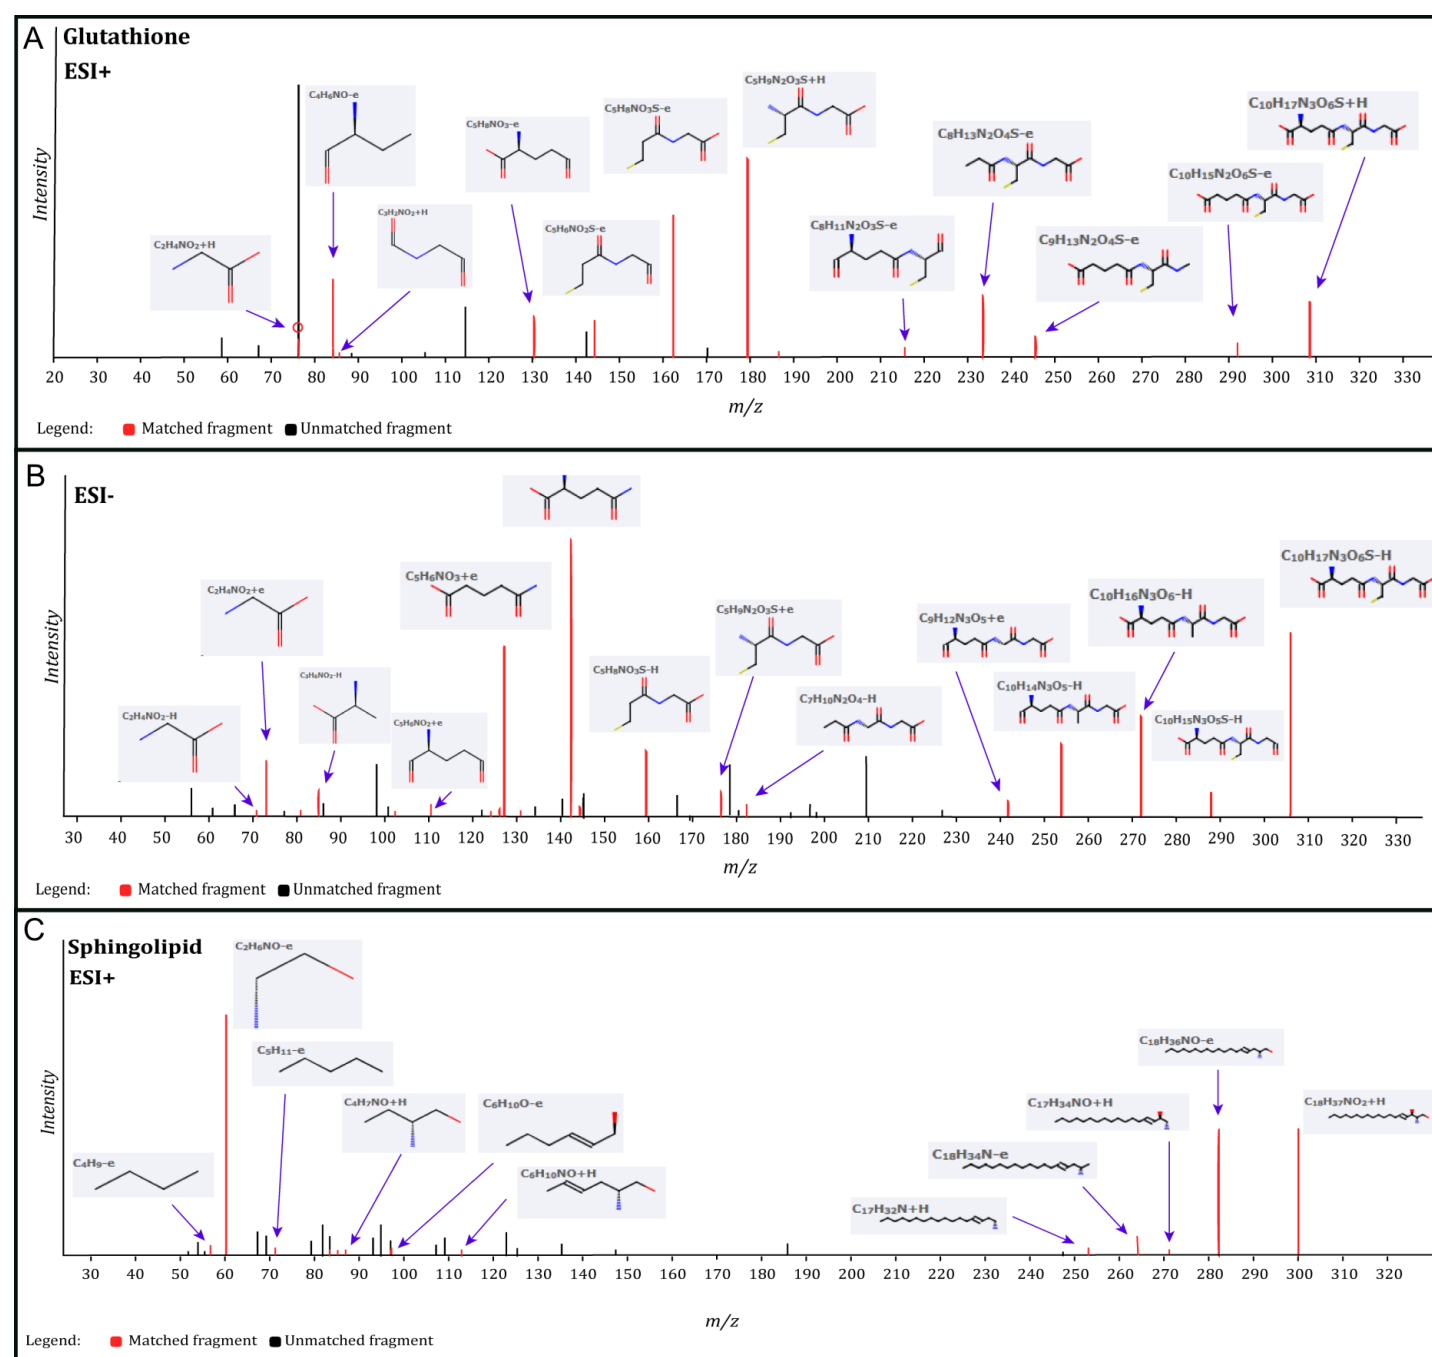 A
Glutathione
ESI+
C4H6NO-e
C5H8NO3-e
C5H8NO3S-e
C5H9N2O3S+H
C8H13N2O4S-e
C10H17N3O6S+H
C10H15N2O6S-e
C2H4NO2+H
C3H2NO2+H
C5H6NO2S-e
C8H11N2O3S-e
C9H13N2O4S-e
Intensity
20 30 40 50 60 70 80 90 100 110 120 130 140 150 160 170 180 190 200 210 220 230 240 250 260 270 280 290 300 310 320 330
m/z
Legend: Matched fragment Unmatched fragment
B
ESI-
C2H4NO2+e
C5H6NO3+e
C5H9N2O3S+e
C9H12N3O5+e
C10H16N3O6-H
C10H17N3O6S-H
C2H4NO2-H
C3H6NO2-H
C5H6NO2+e
C5H8NO3S-H
C7H10N2O4-H
C10H14N3O5-H
C10H15N3O5S-H
Intensity
30 40 50 60 70 80 90 100 110 120 130 140 150 160 170 180 190 200 210 220 230 240 250 260 270 280 290 300 310 320 330
m/z
Legend: Matched fragment Unmatched fragment
C
Sphingolipid
ESI+
C2H6NO-e
C5H11-e
C4H7NO+H
C6H10O-e
C4H9-e
C6H10NO+H
C17H32N+H
C18H34N-e
C17H34NO+H
C18H36NO-e
C18H37NO2+H
Intensity
30 40 50 60 70 80 90 100 110 120 130 140 150 160 170 180 190 200 210 220 230 240 250 260 270 280 290 300 310 320
m/z
Legend: Matched fragment Unmatched fragment